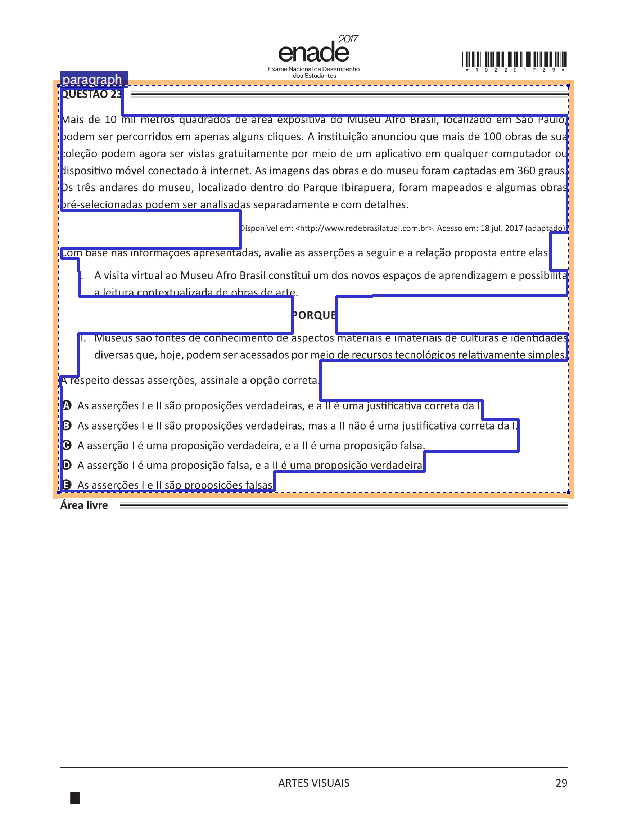 enade 2017
Exame Nacional de Desempenho
dos Estudantes
*R02220172 9*
paragraph
QUESTÃO 23
Mais de 10 mil metros quadrados de área expositiva do Museu Afro Brasil, localizado em São Paulo,
podem ser percorridos em apenas alguns cliques. A instituição anunciou que mais de 100 obras de sua
coleção podem agora ser vistas gratuitamente por meio de um aplicativo em qualquer computador ou
dispositivo móvel conectado à internet. As imagens das obras e do museu foram captadas em 360 graus.
Os três andares do museu, localizado dentro do Parque Ibirapuera, foram mapeados e algumas obras
pré-selecionadas podem ser analisadas separadamente e com detalhes.
Disponível em: <http://www.redebrasilatual.com.br>. Acesso em: 18 jul. 2017 (adaptado).
Com base nas informações apresentadas, avalie as asserções a seguir e a relação proposta entre elas.
I. A visita virtual ao Museu Afro Brasil constitui um dos novos espaços de aprendizagem e possibilita
a leitura contextualizada de obras de arte.
PORQUE
II. Museus são fontes de conhecimento de aspectos materiais e imateriais de culturas e identidades
diversas que, hoje, podem ser acessados por meio de recursos tecnológicos relativamente simples.
A respeito dessas asserções, assinale a opção correta.
A As asserções I e II são proposições verdadeiras, e a II é uma justificativa correta da I.
B As asserções I e II são proposições verdadeiras, mas a II não é uma justificativa correta da I.
C A asserção I é uma proposição verdadeira, e a II é uma proposição falsa.
D A asserção I é uma proposição falsa, e a II é uma proposição verdadeira.
E As asserções I e II são proposições falsas.
Área livre
ARTES VISUAIS
29